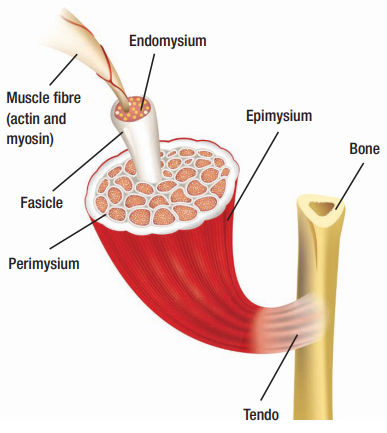 Endomysium
Muscle fibre
(actin and
myosin)
Epimysium
Bone
Fasicle
Perimysium
Tendo